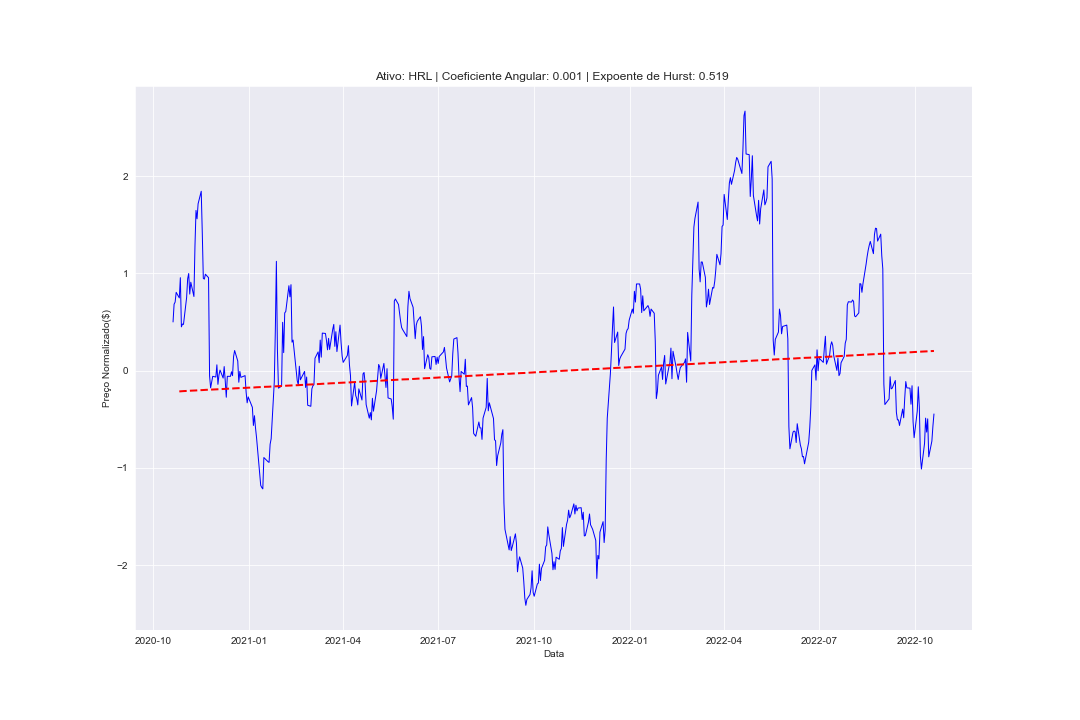 Ativo: HRL | Coeficiente Angular: 0.001 | Expoente de Hurst: 0.519
Preço Normalizado($)
2
1
0
−1
−2
2020-10 2021-01 2021-04 2021-07 2021-10 2022-01 2022-04 2022-07 2022-10
Data